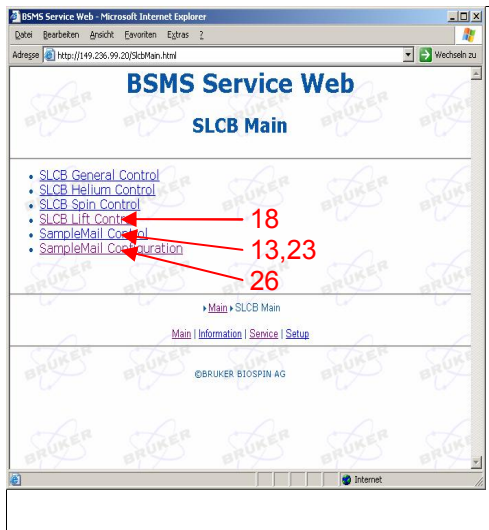 BSMS Service Web - Microsoft Internet Explorer
Datei Bearbeiten Ansicht Favoriten Extras ?
Adresse http://149.236.99.20/SlcbMain.html Wechseln zu
BSMS Service Web
SLCB Main
SLCB General Control
SLCB Helium Control
SLCB Spin Control
SLCB Lift Contr
18
SampleMail Control
13,23
SampleMail Configuration
26
Main SLCB Main
Main | Information | Service | Setup
©BRUKER BIOSPIN AG
Internet
BRUKER